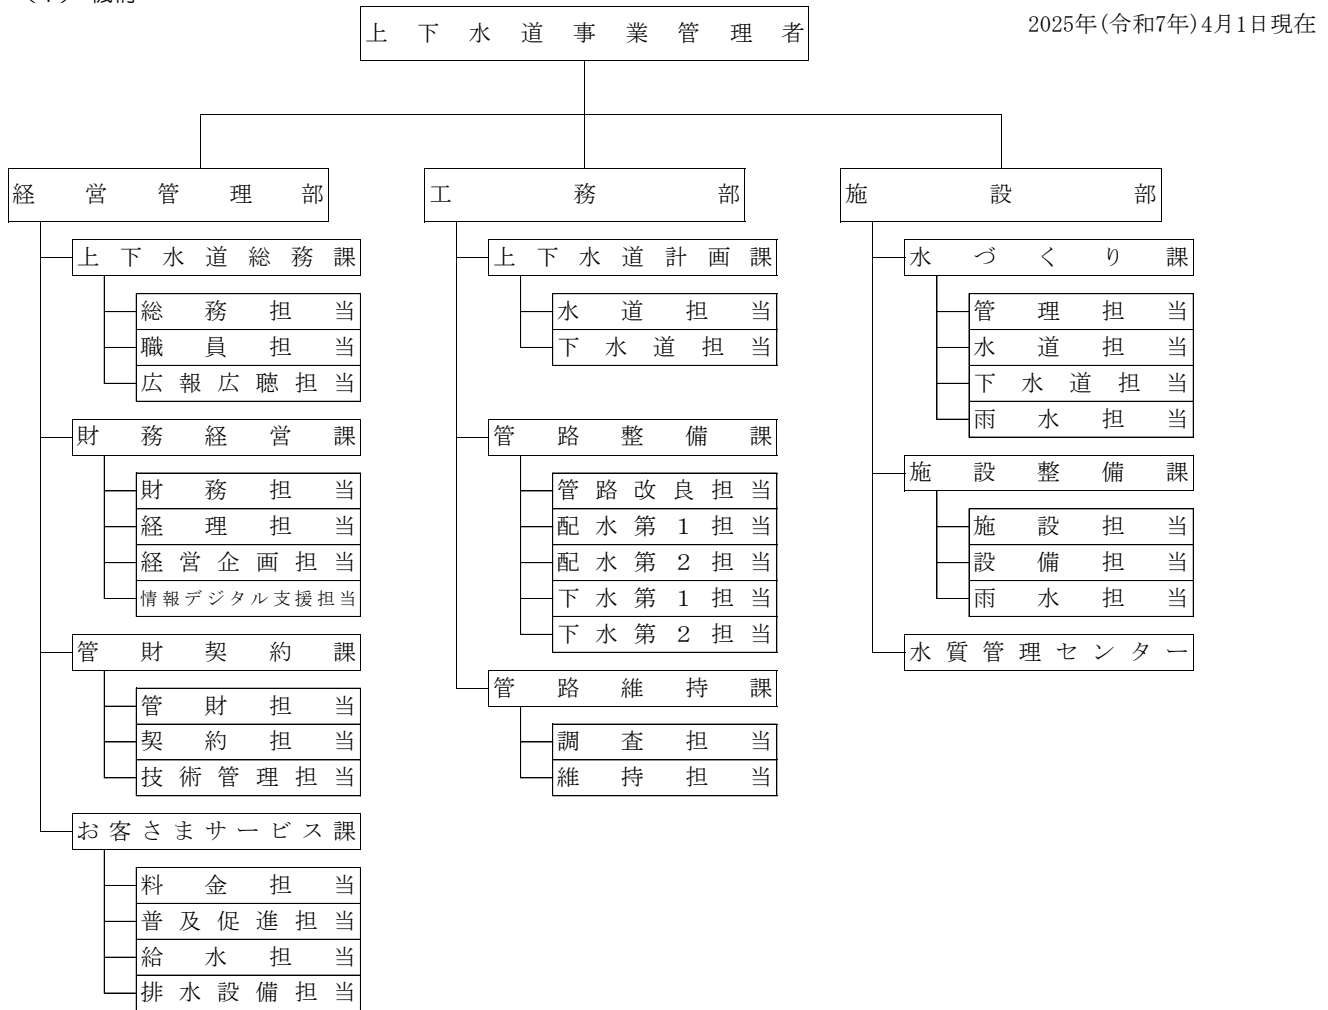 2025年(令和7年)4月1日現在
上下水道事業管理者
経営管理部
上下水道総務課
総務担当
職員担当
広報広聴担当
財務経営課
財務担当
経理担当
経営企画担当
情報デジタル支援担当
管財契約課
管財担当
契約担当
技術管理担当
お客さまサービス課
料金担当
普及促進担当
給水担当
排水設備担当
工務部
上下水道計画課
水道担当
下水道担当
管路整備課
管路改良担当
配水第1担当
配水第2担当
下水第1担当
下水第2担当
管路維持課
調査担当
維持担当
施設部
水づくり課
管理担当
水道担当
下水道担当
雨水担当
施設整備課
施設担当
設備担当
雨水担当
水質管理センター